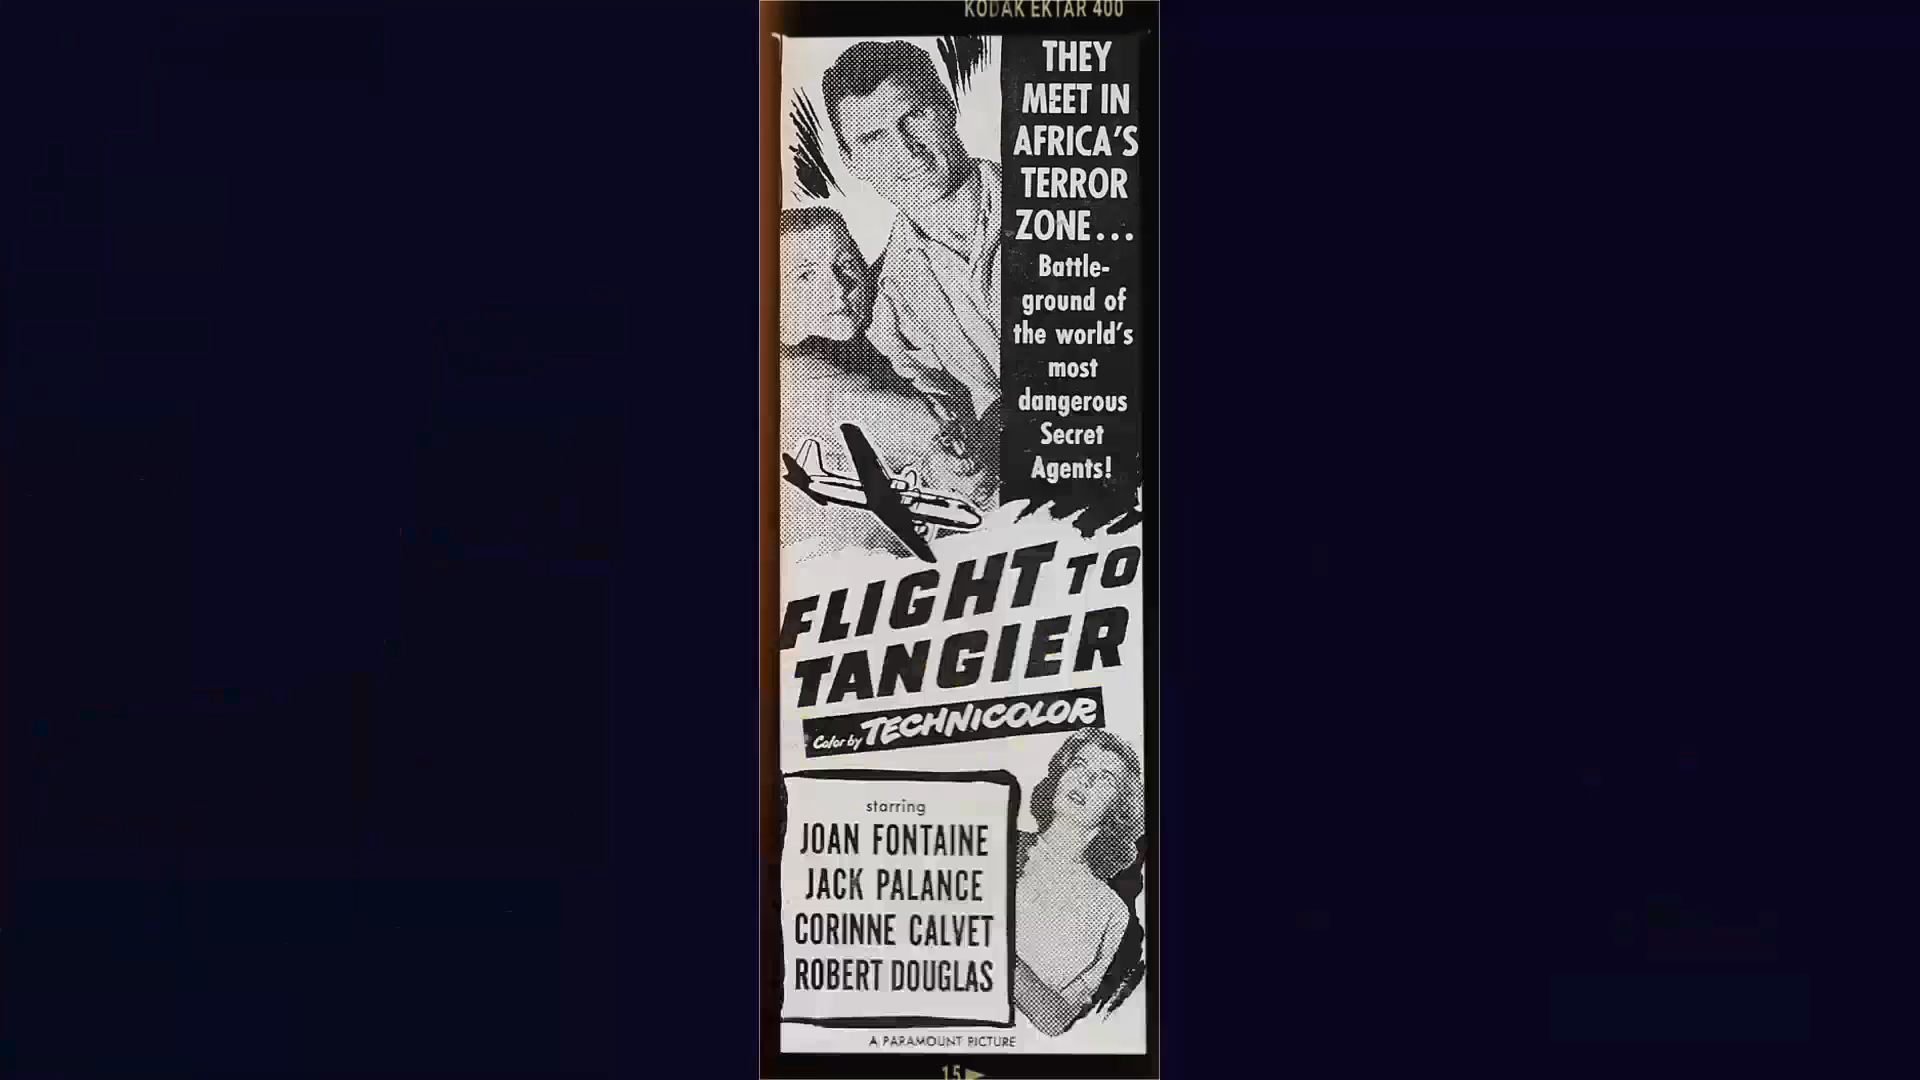 KODAK EKTAR 400
THEY
MEET IN
AFRICA'S
TERROR
ZONE...
Battle-
ground of
the world's
most
dangerous
Secret
Agents!
FLIGHT TO
TANGIER
Color by TECHNICOLOR
starring
JOAN FONTAINE
JACK PALANCE
CORINNE CALVET
ROBERT DOUGLAS
A PARAMOUNT PICTURE
15